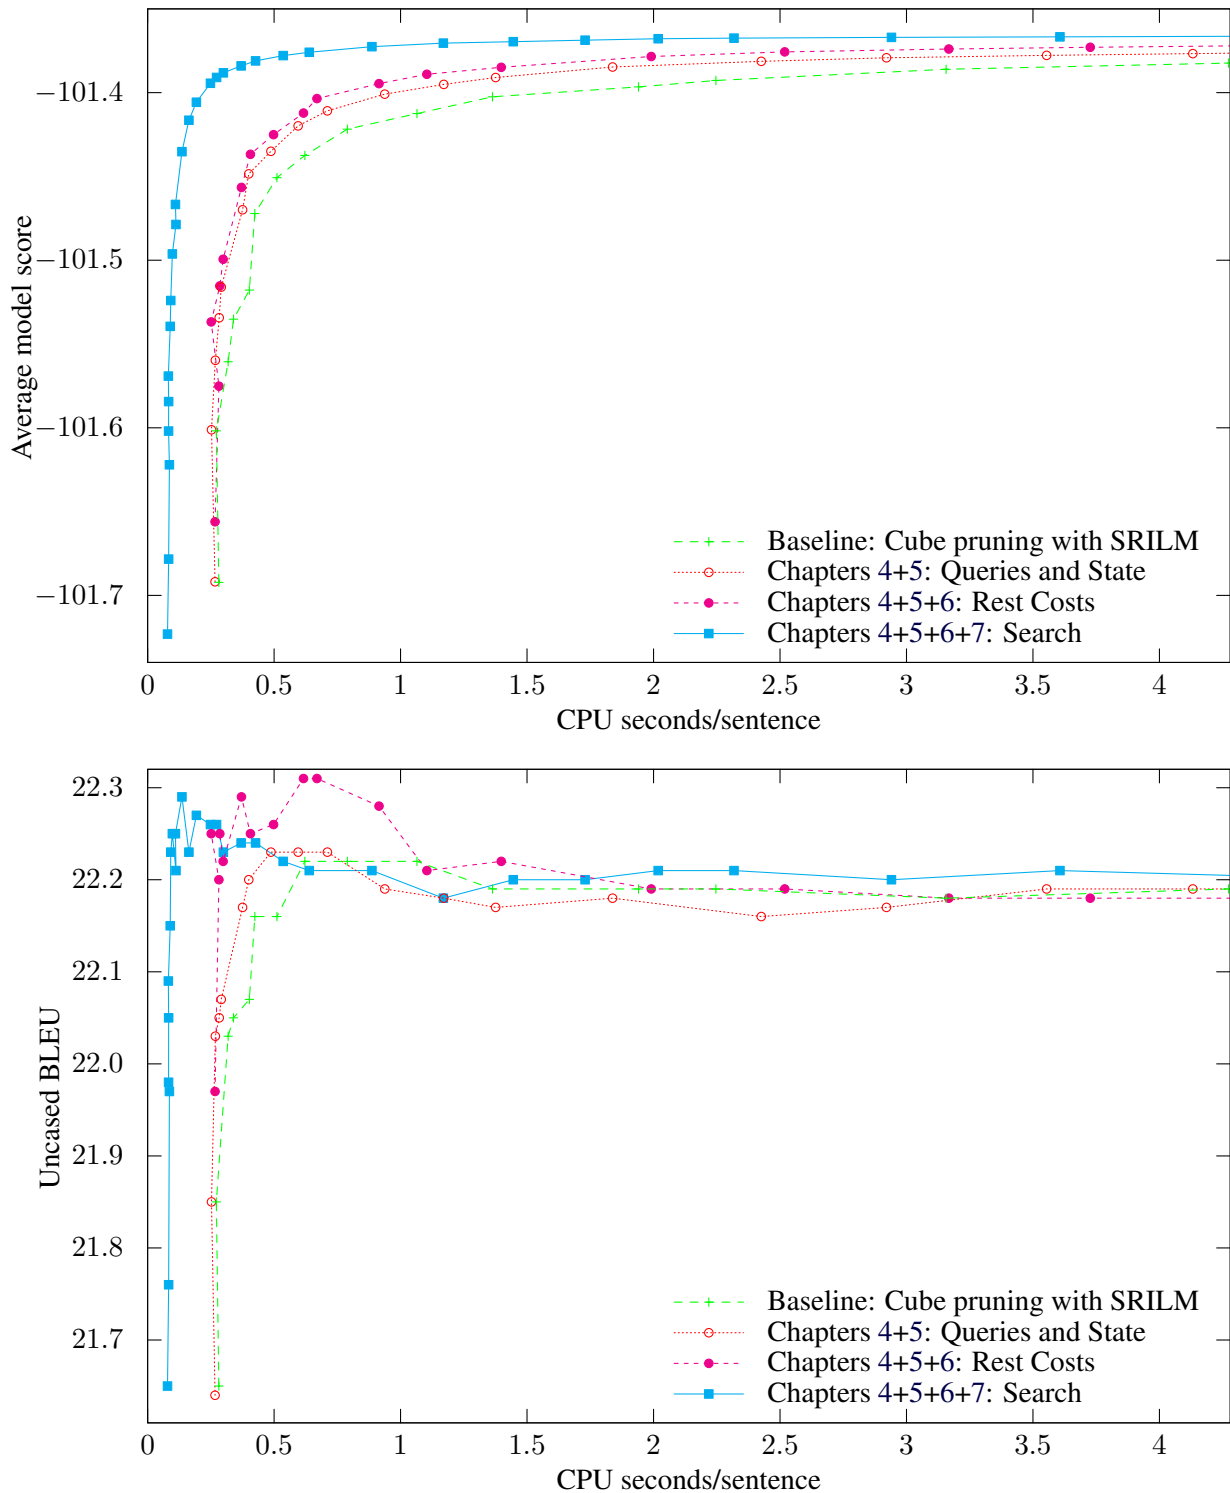 −101.4
−101.5
−101.6
−101.7
Average model score
Baseline: Cube pruning with SRILM
Chapters 4+5: Queries and State
Chapters 4+5+6: Rest Costs
Chapters 4+5+6+7: Search
0 0.5 1 1.5 2 2.5 3 3.5 4
CPU seconds/sentence
22.3
22.2
22.1
22.0
21.9
21.8
21.7
Uncased BLEU
Baseline: Cube pruning with SRILM
Chapters 4+5: Queries and State
Chapters 4+5+6: Rest Costs
Chapters 4+5+6+7: Search
0 0.5 1 1.5 2 2.5 3 3.5 4
CPU seconds/sentence